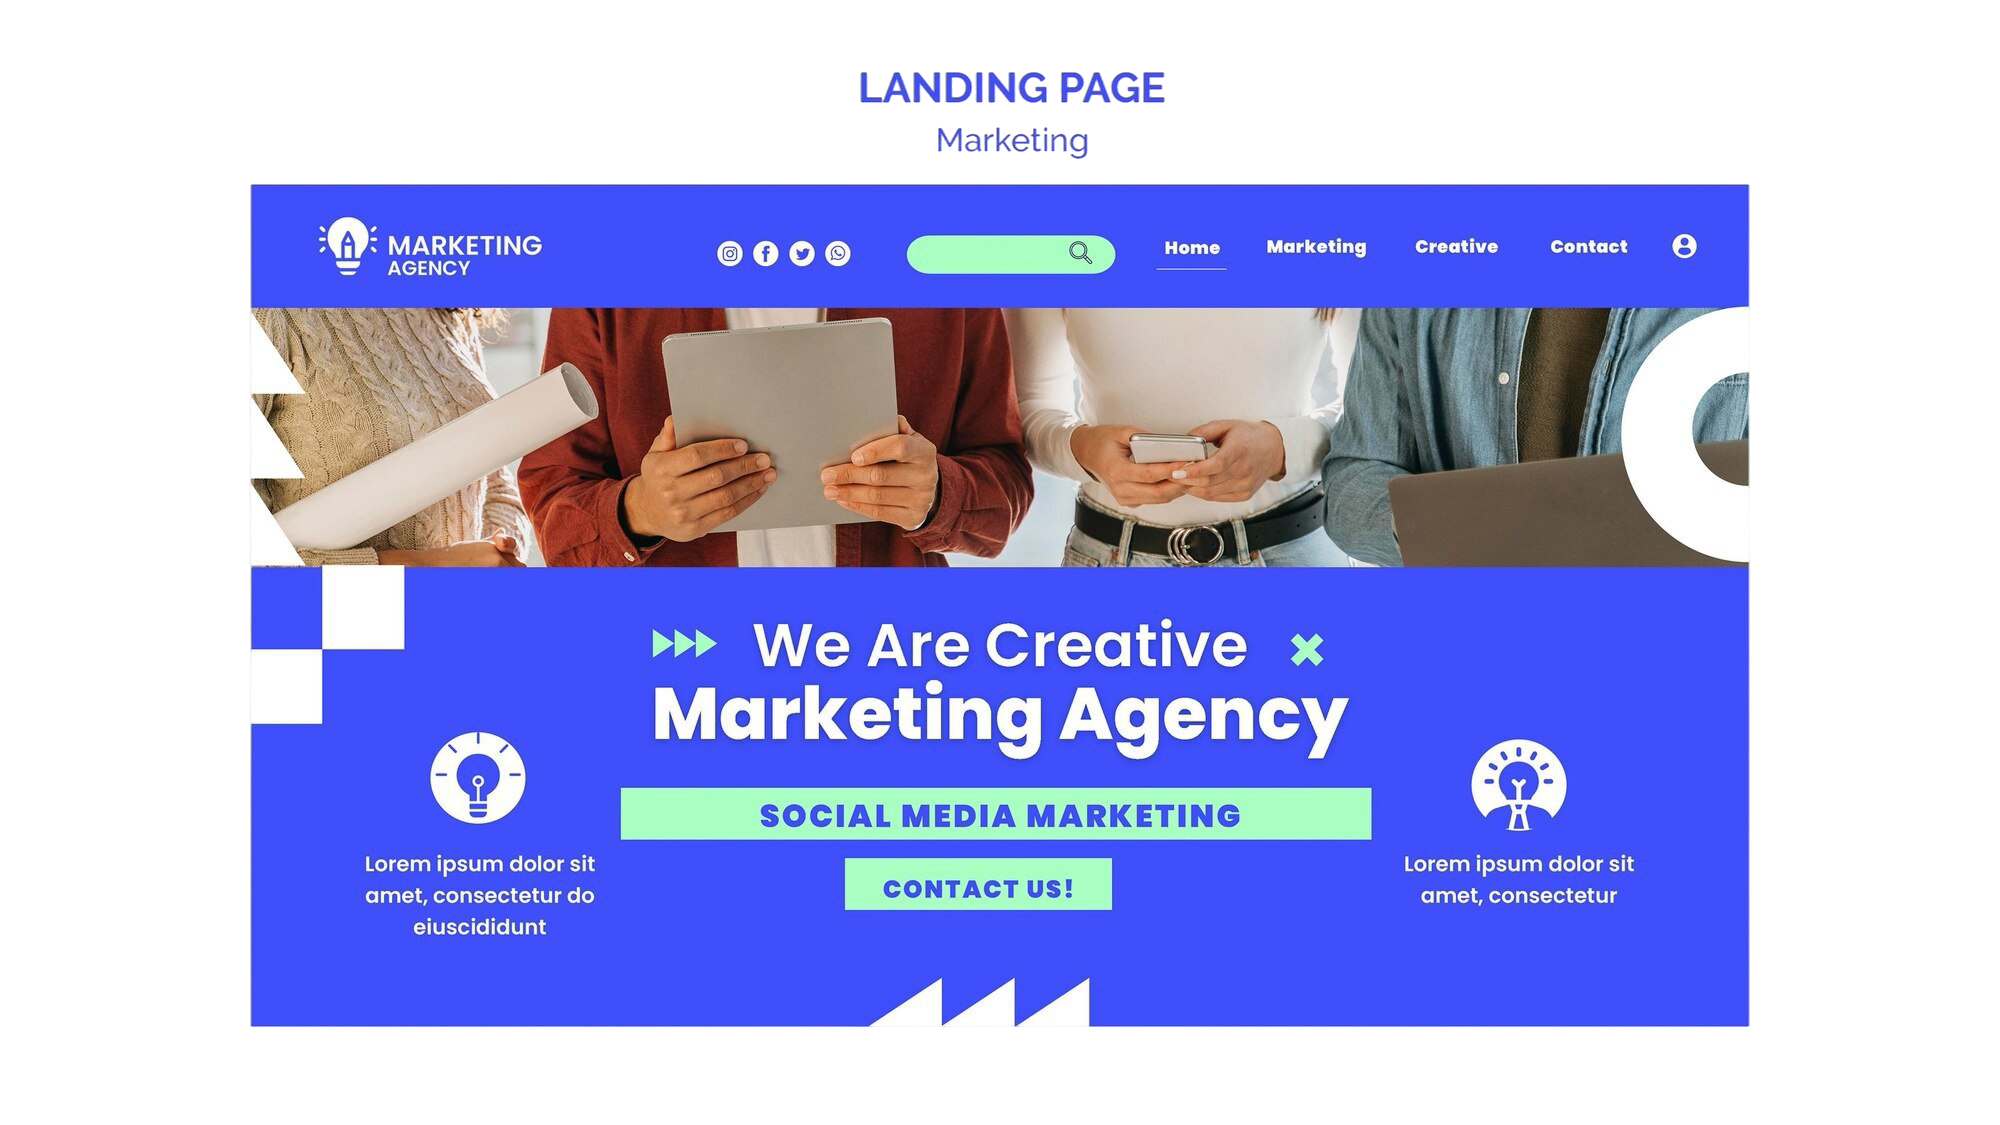 LANDING PAGE
Marketing
MARKETING
AGENCY
Home
Marketing
Creative
Contact
We Are Creative
Marketing Agency
SOCIAL MEDIA MARKETING
CONTACT US!
Lorem ipsum dolor sit
amet, consectetur do
eiuscididunt
Lorem ipsum dolor sit
amet, consectetur